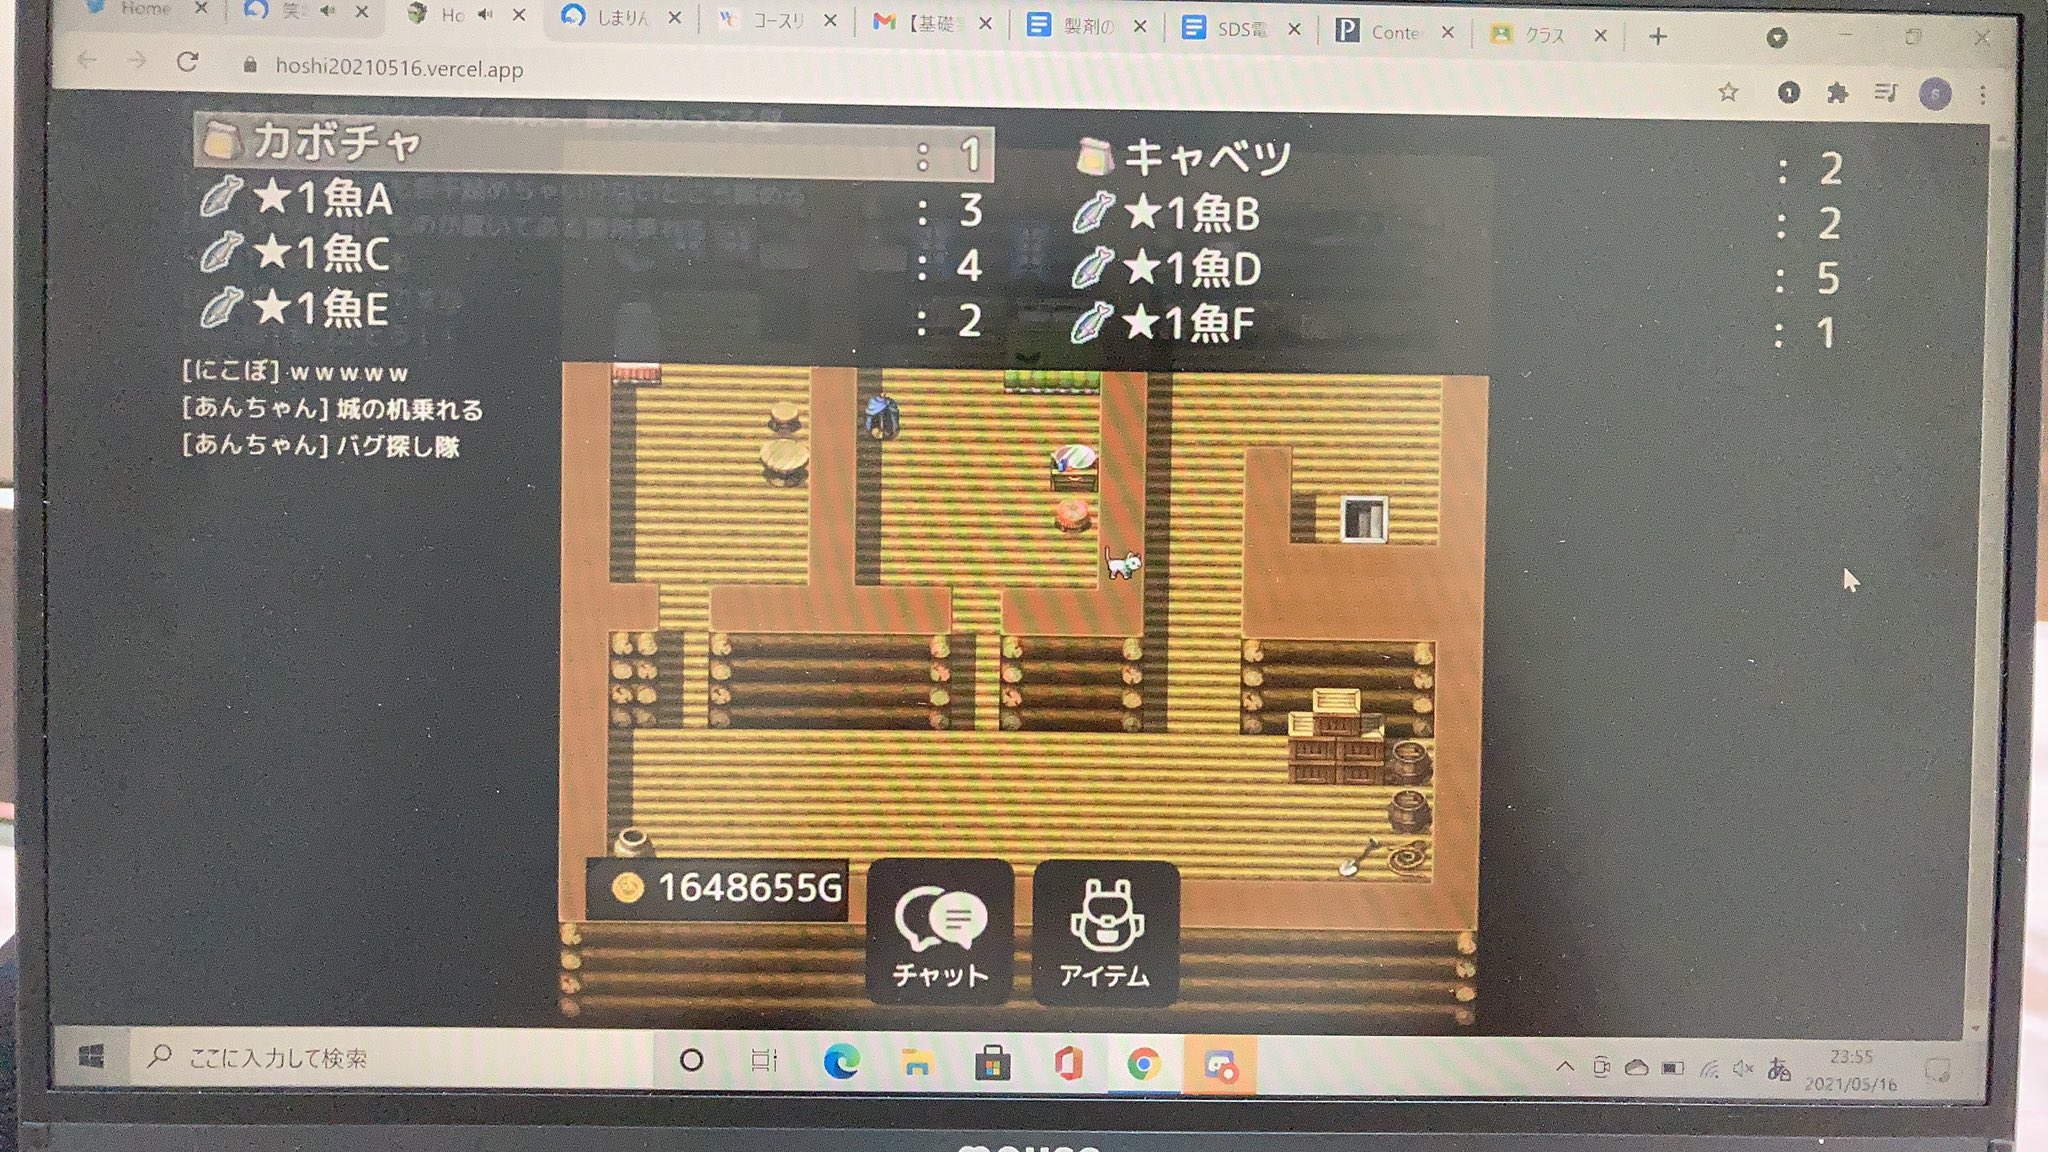 Home
笑
Ho
しまりん
コースリ
【基礎
製剤の
SDS電
Conte
クラス
hoshi20210516.vercel.app
S
カボチャ : 1
キャベツ : 2
★1魚A : 3
★1魚B : 2
★1魚C : 4
★1魚D : 5
★1魚E : 2
★1魚F : 1
[にこぽ] wwwww
[あんちゃん] 城の机乗れる
[あんちゃん] バグ探し隊
1648655G
チャット
アイテム
ここに入力して検索
あ
23:55
2021/05/16